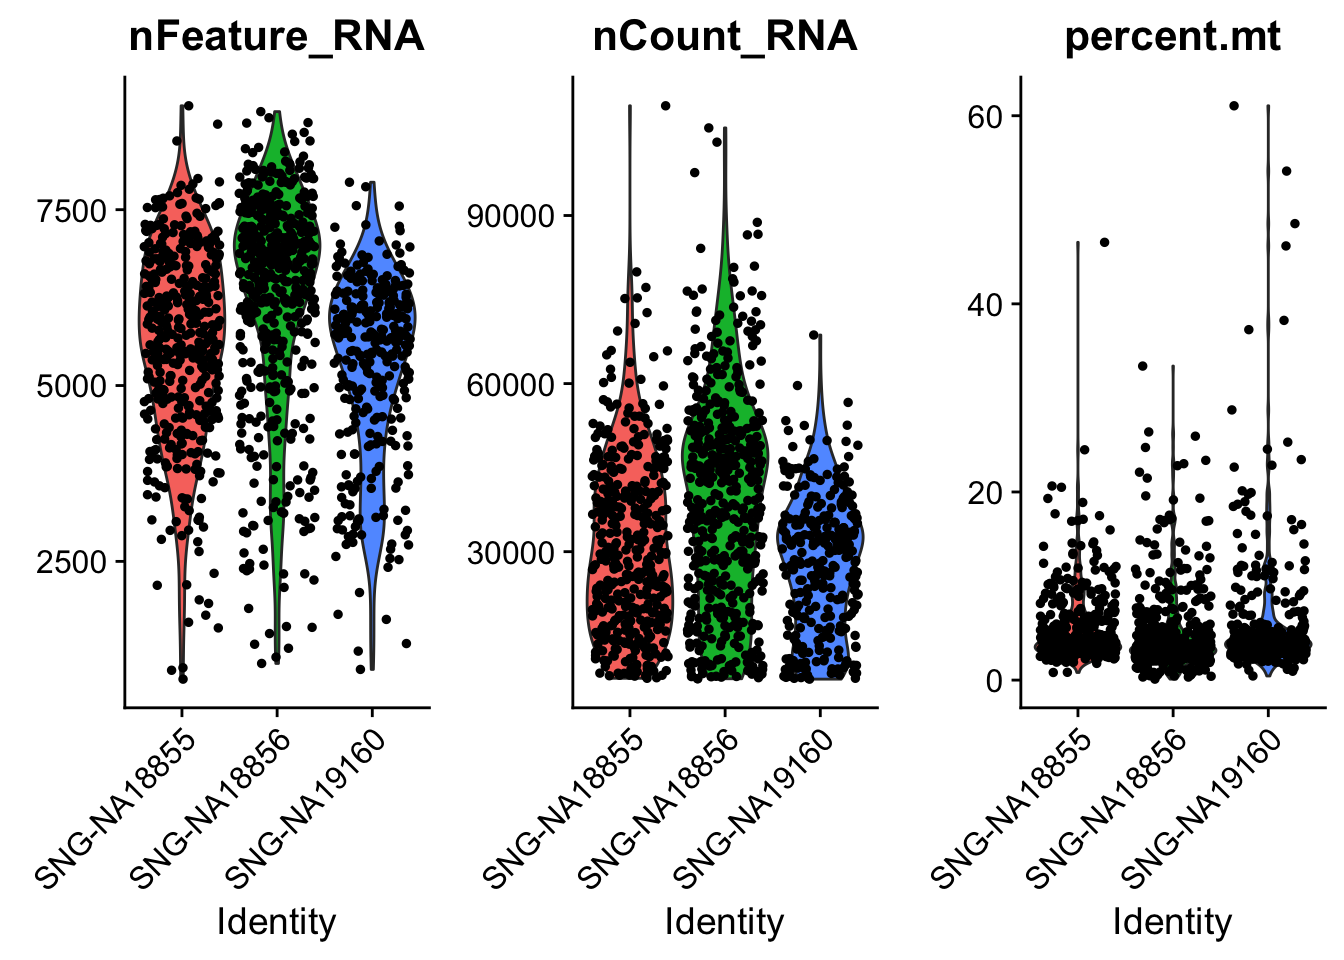 nFeature_RNA
7500
5000
2500
SNG-NA18855
SNG-NA18856
SNG-NA19160
Identity
nCount_RNA
90000
60000
30000
SNG-NA18855
SNG-NA18856
SNG-NA19160
Identity
percent.mt
60
40
20
0
SNG-NA18855
SNG-NA18856
SNG-NA19160
Identity